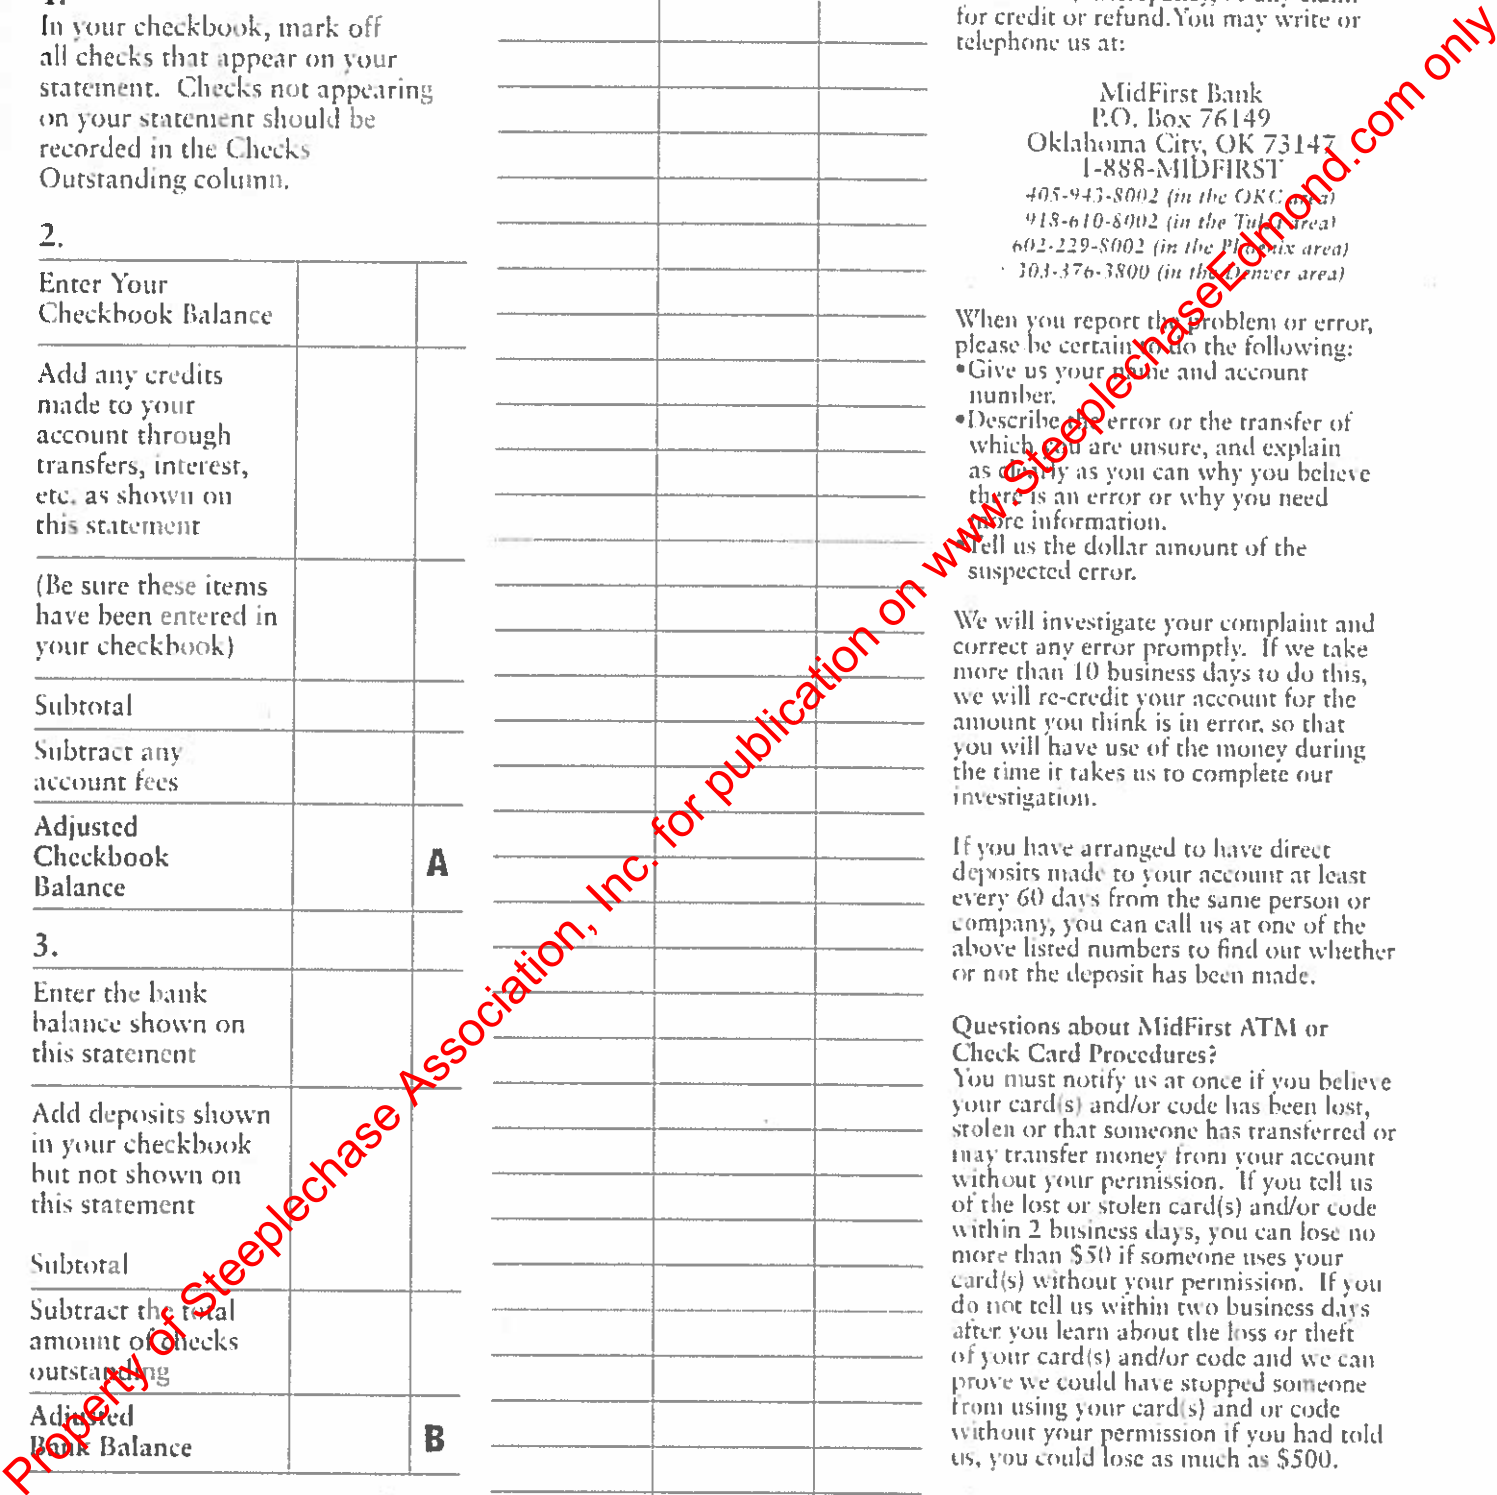 1.
In your checkbook, mark off
all checks that appear on your
statement. Checks not appearing
on your statement should be
recorded in the Checks
Outstanding column.
2.
Enter Your
Checkbook Balance
Add any credits
made to your
account through
transfers, interest,
etc. as shown on
this statement
(Be sure these items
have been entered in
your checkbook)
Subtotal
Subtract any
account fees
Adjusted
Checkbook
Balance
A
3.
Enter the bank
balance shown on
this statement
Add deposits shown
in your checkbook
but not shown on
this statement
Subtotal
Subtract the total
amount of checks
outstanding
Adjusted
Bank Balance
B
for credit or refund. You may write or
telephone us at:
MidFirst Bank
P.O. Box 76149
Oklahoma City, OK 73147
1-888-MIDFIRST
405-943-8002 (in the OKC area)
918-610-8002 (in the Tulsa area)
602-229-8002 (in the Phoenix area)
303-376-3800 (in the Denver area)
When you report the problem or error,
please be certain to do the following:
•Give us your name and account
number.
•Describe the error or the transfer of
which you are unsure, and explain
as clearly as you can why you believe
there is an error or why you need
more information.
•Tell us the dollar amount of the
suspected error.
We will investigate your complaint and
correct any error promptly. If we take
more than 10 business days to do this,
we will re-credit your account for the
amount you think is in error, so that
you will have use of the money during
the time it takes us to complete our
investigation.
If you have arranged to have direct
deposits made to your account at least
every 60 days from the same person or
company, you can call us at one of the
above listed numbers to find out whether
or not the deposit has been made.
Questions about MidFirst ATM or
Check Card Procedures?
You must notify us at once if you believe
your card(s) and/or code has been lost,
stolen or that someone has transferred or
may transfer money from your account
without your permission. If you tell us
of the lost or stolen card(s) and/or code
within 2 business days, you can lose no
more than $50 if someone uses your
card(s) without your permission. If you
do not tell us within two business days
after you learn about the loss or theft
of your card(s) and/or code and we can
prove we could have stopped someone
from using your card(s) and or code
without your permission if you had told
us, you could lose as much as $500.
Property of Steeplechase Association, Inc. for publication on www.SteeplechaseEdmond.com only